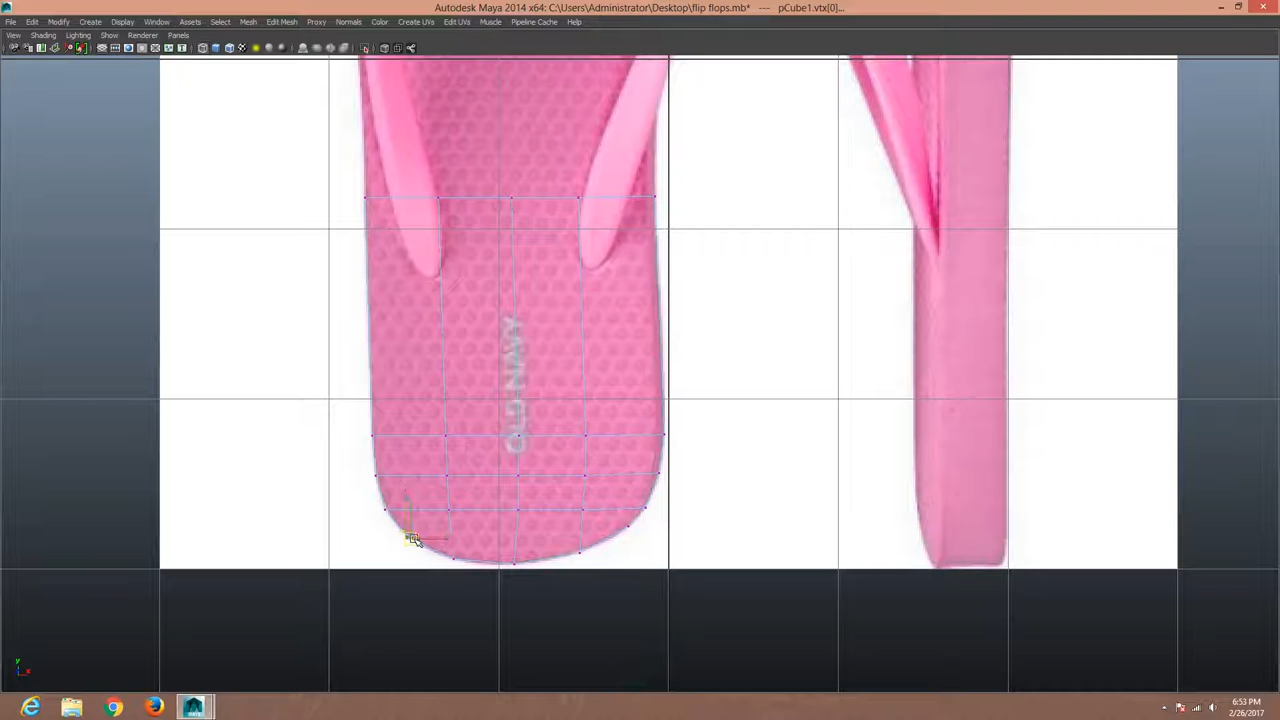 Autodesk Maya 2014 x64: C:\Users\Administrator\Desktop\flip flops.mb* --- pCube1.vtx[0]...
File Edit Modify Create Display Window Assets Select Mesh Edit Mesh Proxy Normals Color Create UVs Edit UVs Muscle Pipeline Cache Help
View Shading Lighting Show Renderer Panels
y
x
6:53 PM
2/26/2017